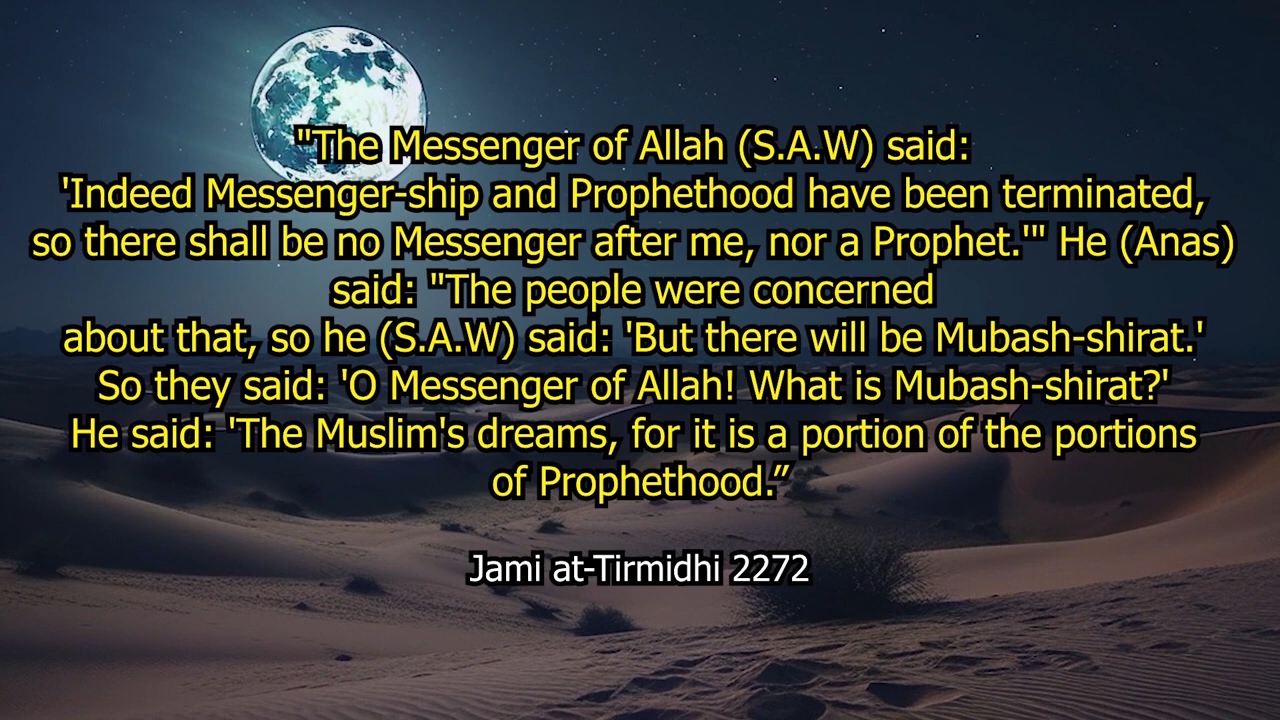 "The Messenger of Allah (S.A.W) said:
'Indeed Messenger-ship and Prophethood have been terminated,
so there shall be no Messenger after me, nor a Prophet.'" He (Anas)
said: "The people were concerned
about that, so he (S.A.W) said: 'But there will be Mubash-shirat.'
So they said: 'O Messenger of Allah! What is Mubash-shirat?'
He said: 'The Muslim's dreams, for it is a portion of the portions
of Prophethood.”
Jami at-Tirmidhi 2272